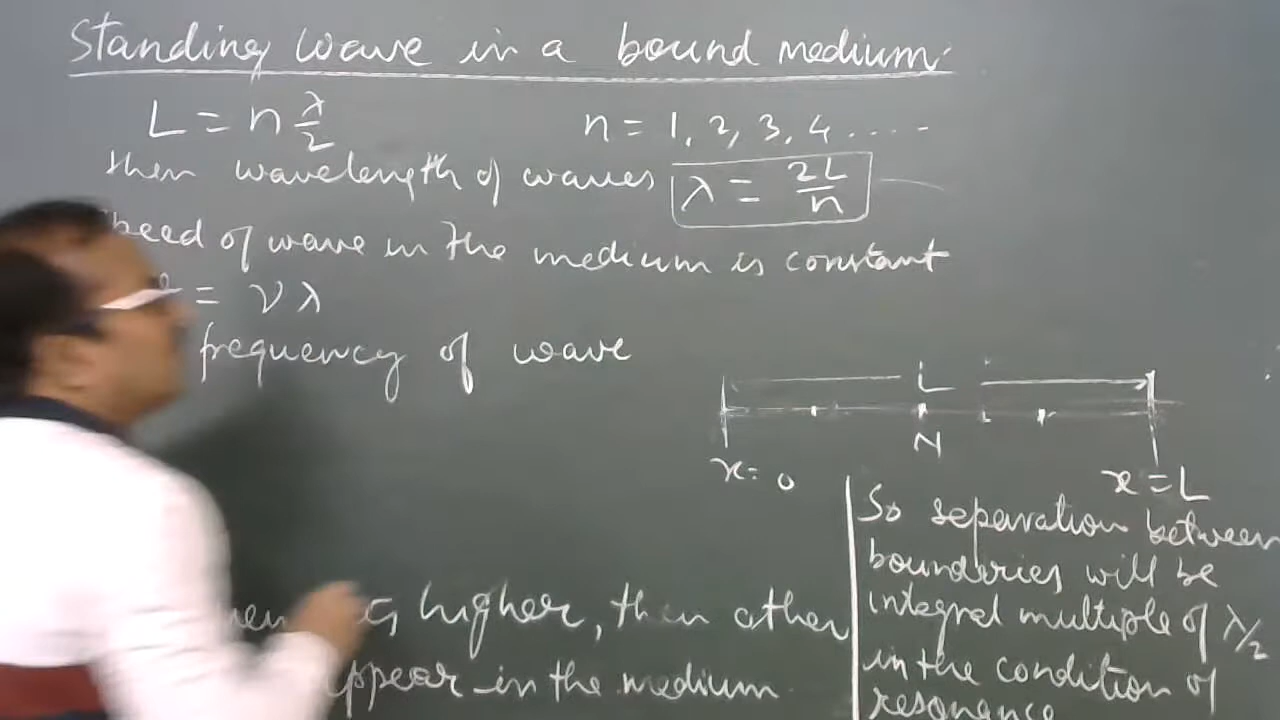 Standing wave in a bound medium.
L = n λ/2
n = 1, 2, 3, 4 .....
then wavelength of waves λ = 2L/n
speed of wave in the medium is constant
= ν λ
frequency of wave
L
N
x = 0
x = L
is higher, then other
appear in the medium
So separation between
boundaries will be
integral multiple of λ/2
in the condition of
resonance